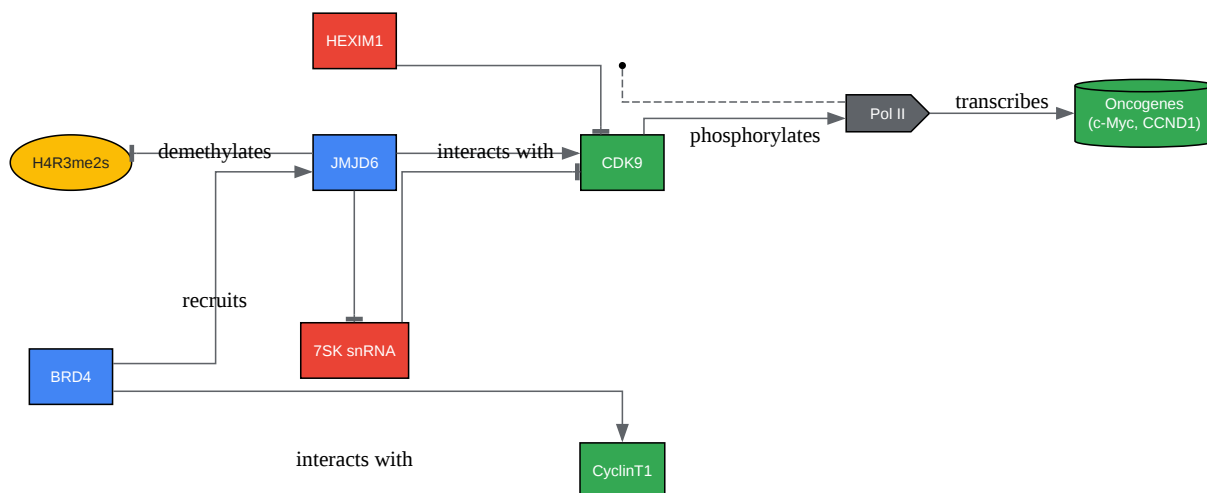 HEXIM1
Pol II
transcribes
Oncogenes
(c-Myc, CCND1)
phosphorylates
H4R3me2s
demethylates
JMJD6
interacts with
CDK9
recruits
7SK snRNA
BRD4
interacts with
CyclinT1